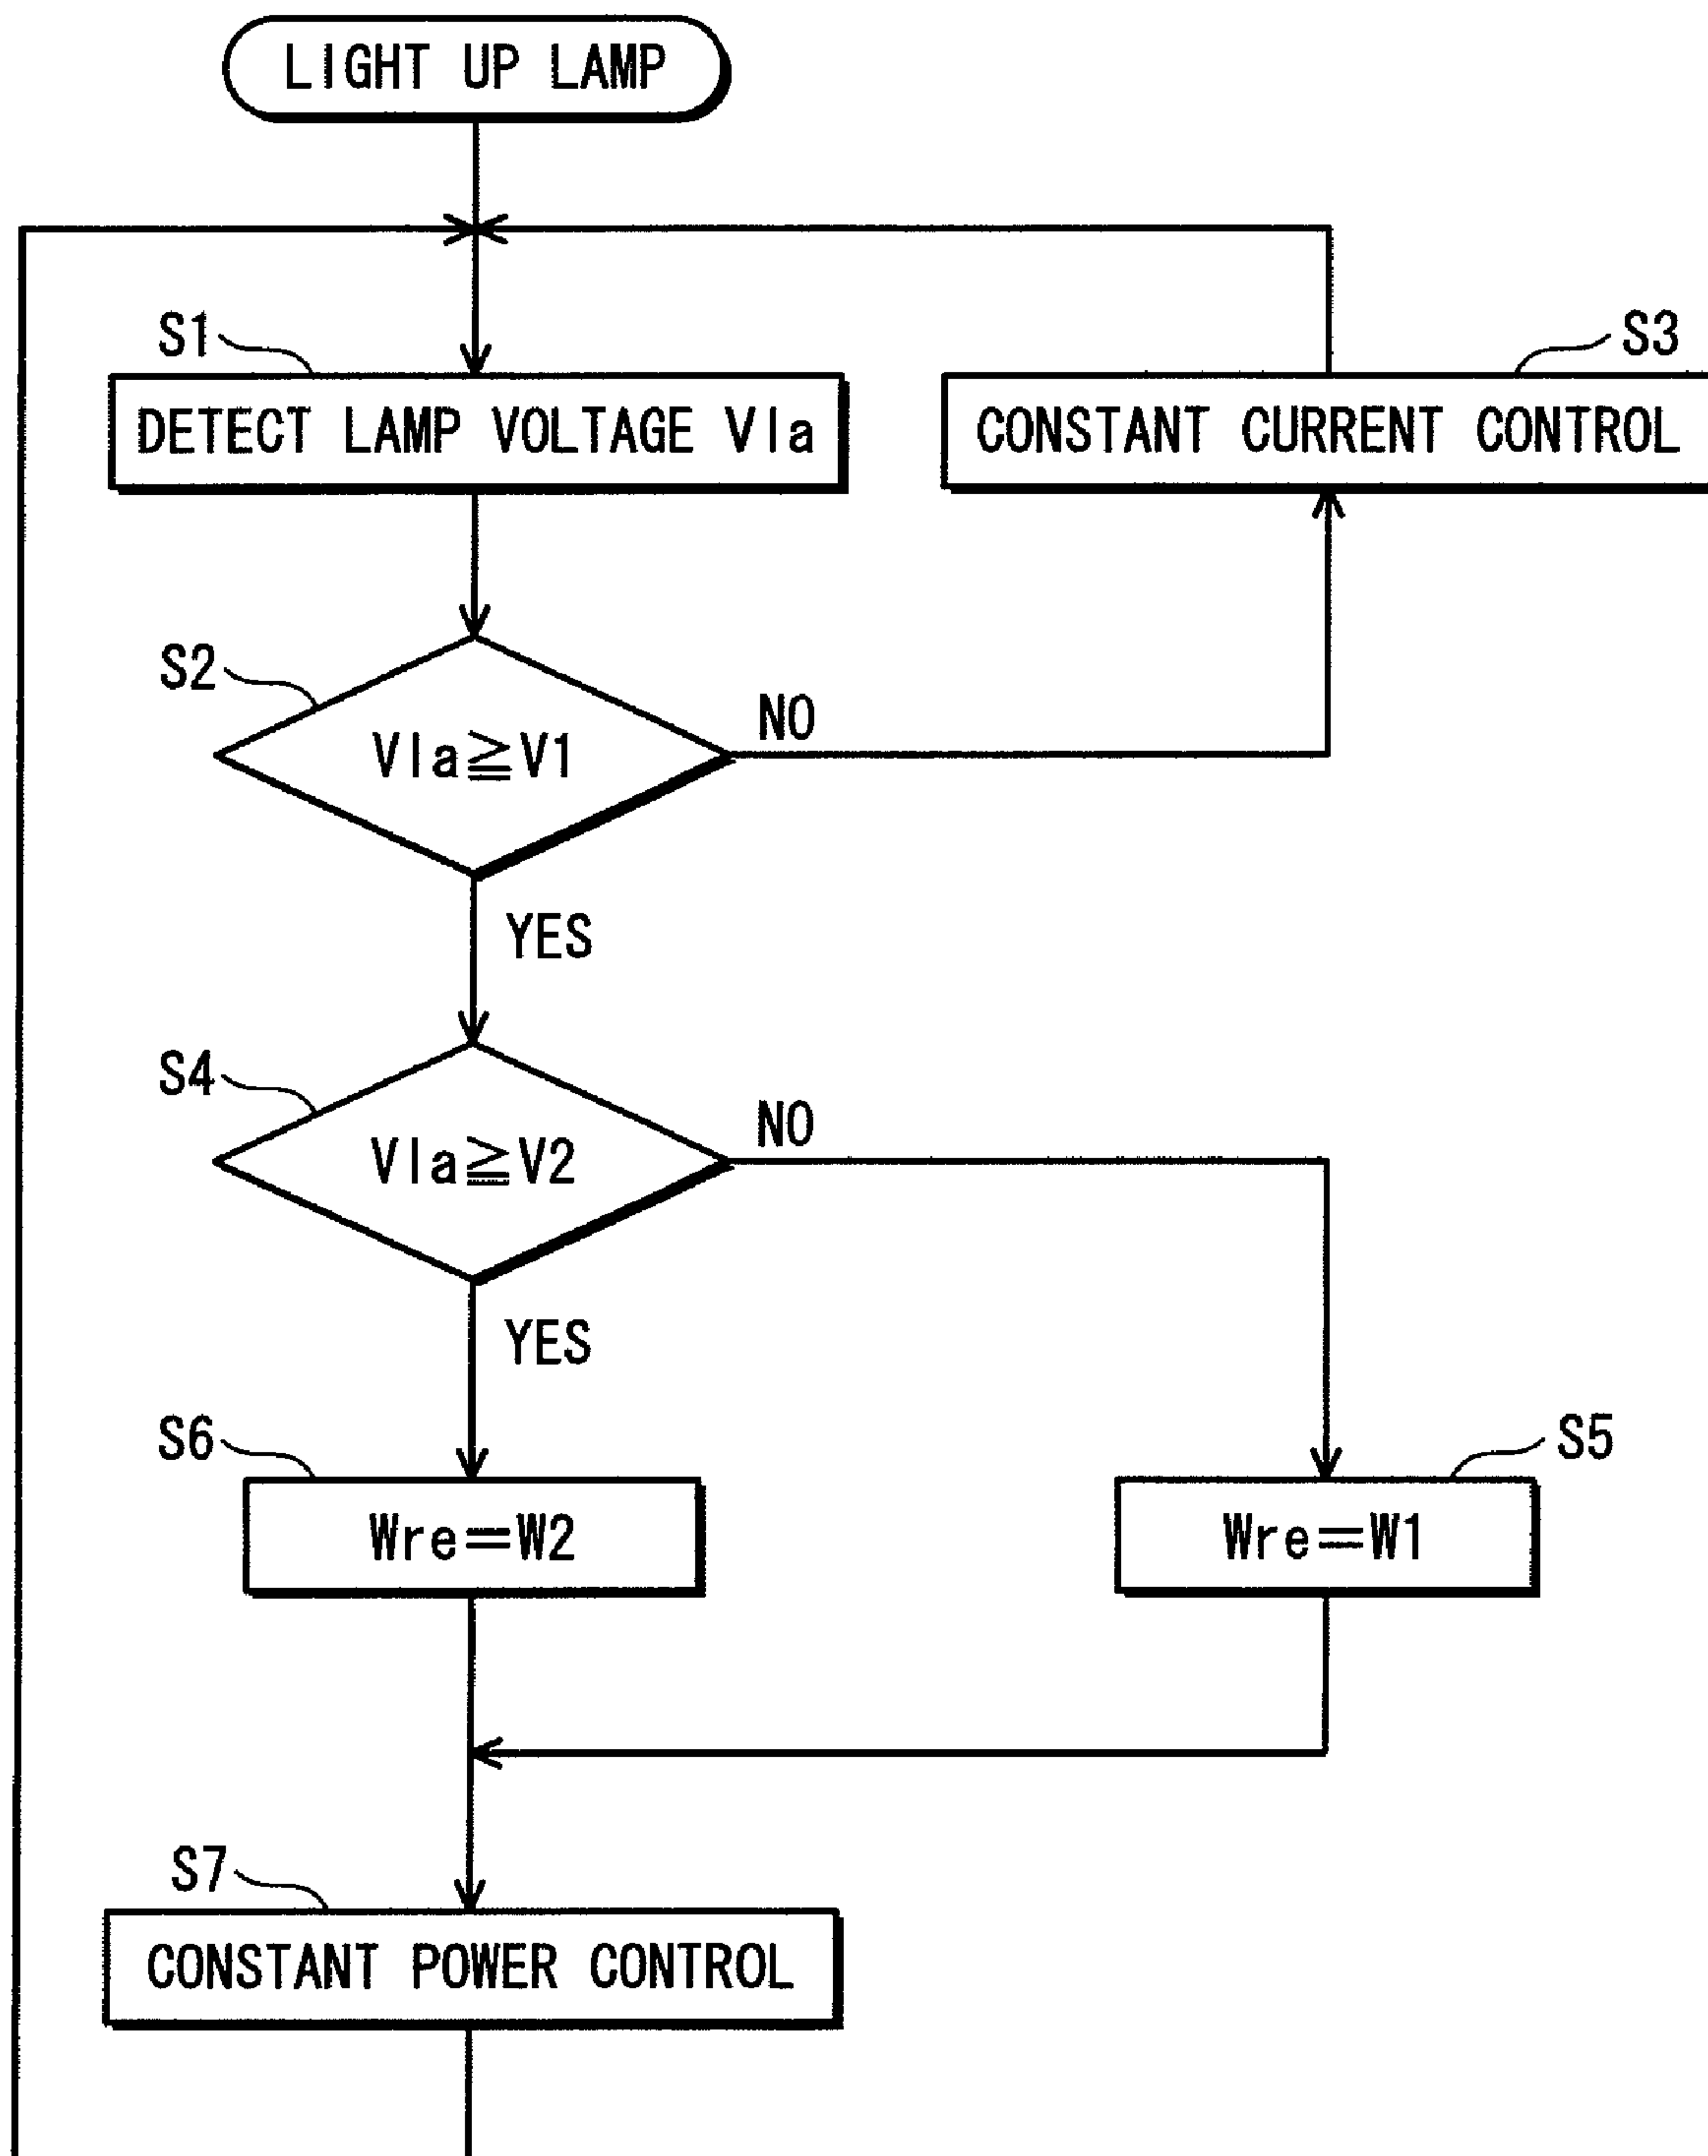 LIGHT UP LAMP
S1
S3
DETECT LAMP VOLTAGE Vla
CONSTANT CURRENT CONTROL
S2
NO
Vla≧V1
YES
S4
NO
Vla≧V2
YES
S6
S5
Wre=W2
Wre=W1
S7
CONSTANT POWER CONTROL